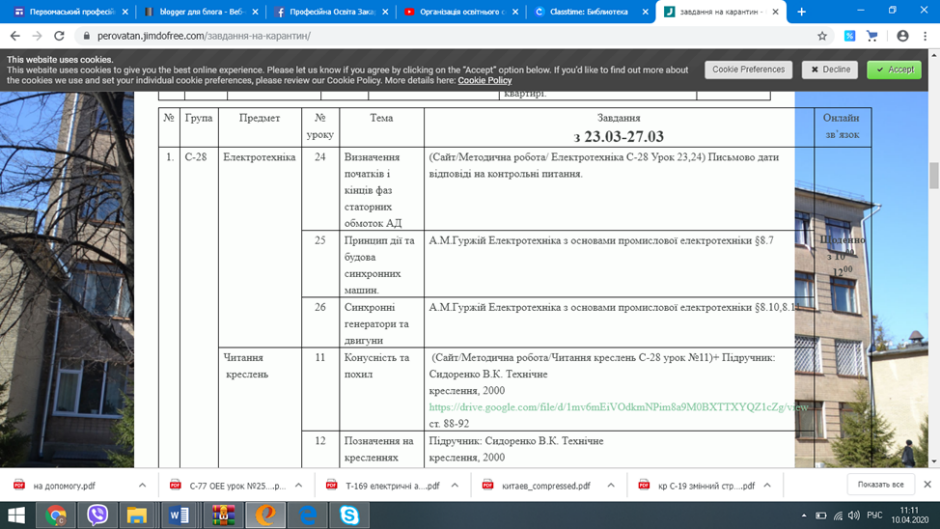 Первомайський професій
blogger для блога - Веб-
Професійна Освіта Зака
Організація освітнього
Classtime: Библиотека
завдання-на-карантин -
perovatan.jimdofree.com/завдання-на-карантин/
This website uses cookies.
This website uses cookies to give you the best online experience. Please let us know if you agree by clicking on the "Accept" option below. If you'd like to find out more about
the cookies we use and set your individual cookie preferences, please review our Cookie Policy. More details here: Cookie Policy
Cookie Preferences
Decline
Accept
квартирі.
№ Група Предмет № уроку Тема Завдання з 23.03-27.03 Онлайн зв`язок
1. С-28 Електротехніка 24 Визначення
початків і
кінців фаз
статорних
обмоток АД
(Сайт/Методична робота/ Електротехніка С-28 Урок 23,24) Письмово дати
відповіді на контрольні питання.
25 Принцип дії та
будова
синхронних
машин.
А.М.Гуржій Електротехніка з основами промислової електротехніки §8.7
Щоденно
з 10⁰⁰
12⁰⁰
26 Синхронні
генератори та
двигуни
А.М.Гуржій Електротехніка з основами промислової електротехніки §8.10,8.11
Читання
креслень
11 Конусність та
похил
(Сайт/Методична робота/Читання креслень С-28 урок №11)+ Підручник:
Сидоренко В.К. Технічне
креслення, 2000
https://drive.google.com/file/d/1mv6mEiVOdkmNPim8a9M0BXTTXYQZ1cZg/view
ст. 88-92
12 Позначення на
кресленнях
Підручник: Сидоренко В.К. Технічне
креслення, 2000
на допомогу.pdf
С-77 ОЕЕ урок №25....p...
Т-169 електричні а....pdf
китаев_compressed.pdf
кр С-19 змінний стр....pdf
Показать все
РУС
11:11
10.04.2020